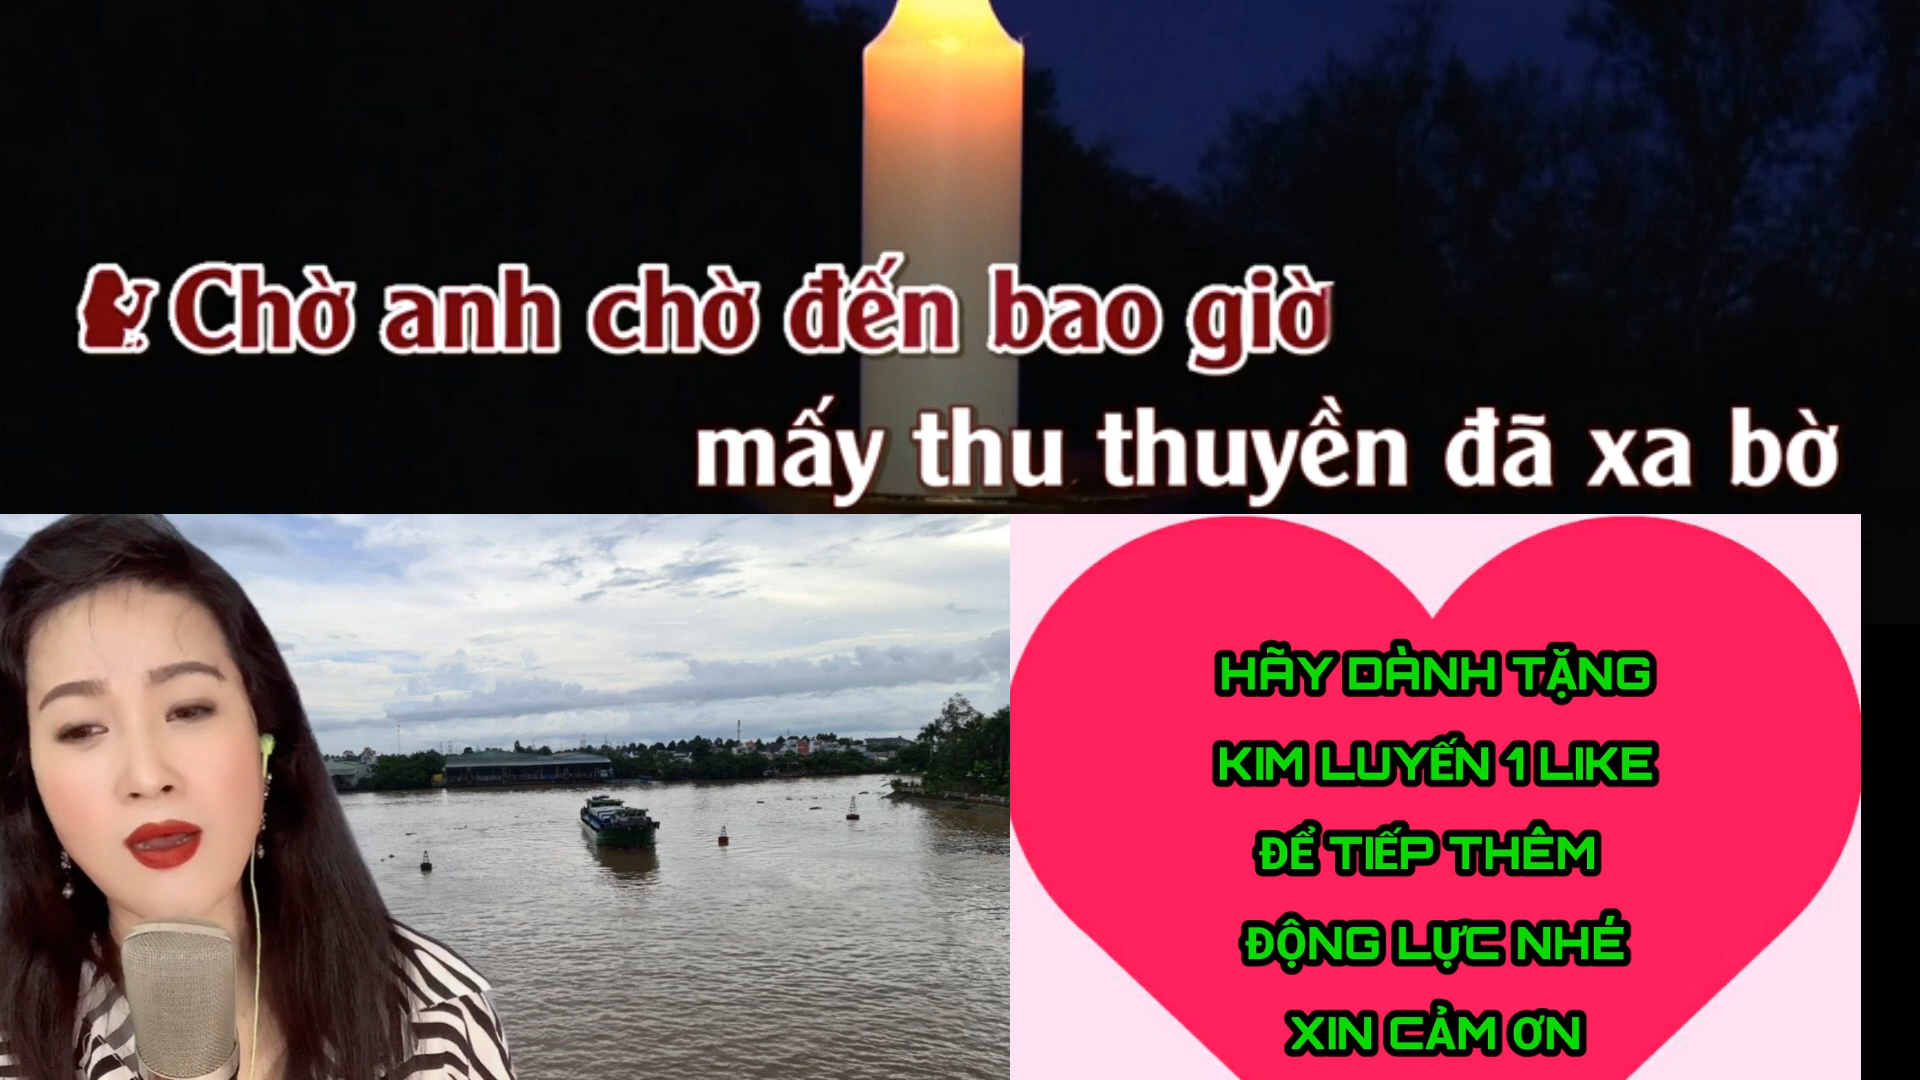 Chờ anh chờ đến bao giờ
mấy thu thuyền đã xa bờ
HÃY DÀNH TẶNG
KIM LUYẾN 1 LIKE
ĐỂ TIẾP THÊM
ĐỘNG LỰC NHÉ
XIN CẢM ƠN